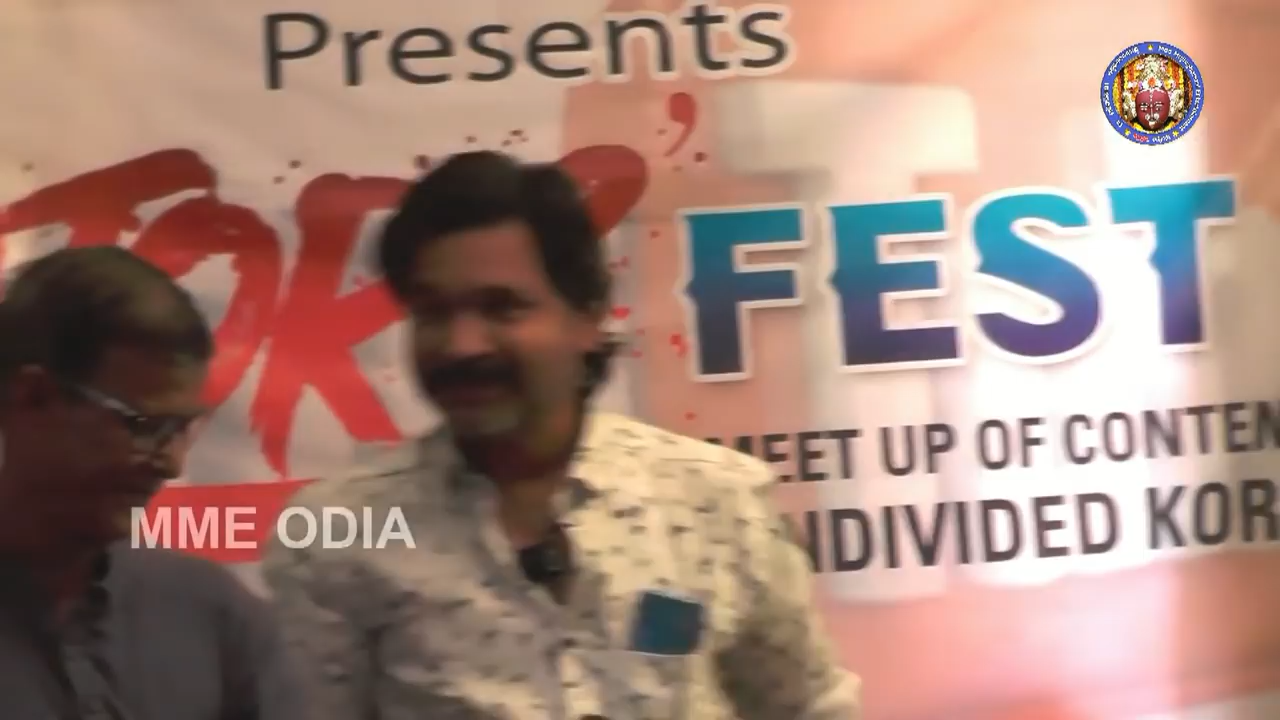 Presents
FEST
MEET UP OF CONTEN
NDIVIDED KOR
MME ODIA